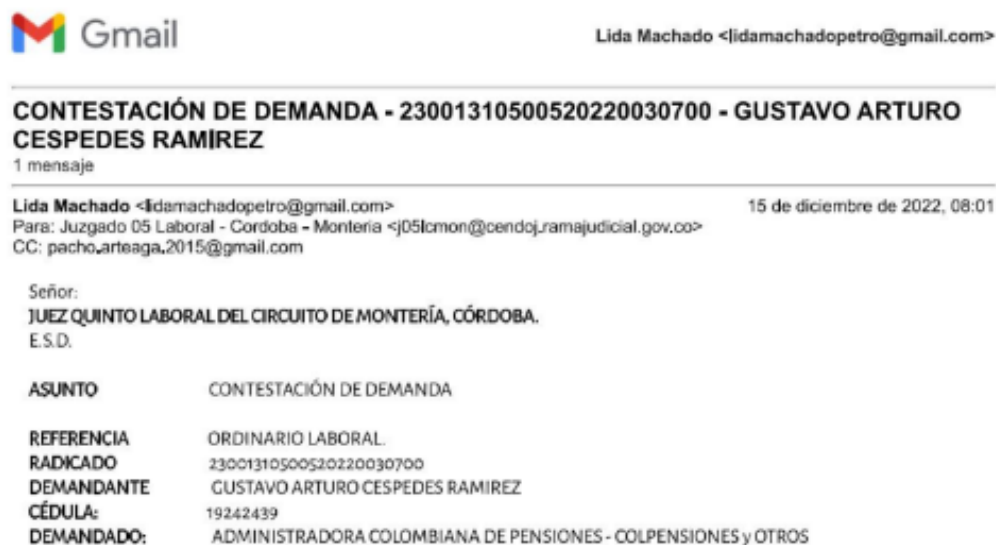 Gmail
Lida Machado <lidamachadopetro@gmail.com>
CONTESTACIÓN DE DEMANDA - 23001310500520220030700 - GUSTAVO ARTURO
CESPEDES RAMÍREZ
1 mensaje
Lida Machado <lidamachadopetro@gmail.com> 15 de diciembre de 2022, 08:01
Para: Juzgado 05 Laboral - Cordoba - Monteria <j05lcmon@cendoj.ramajudicial.gov.co>
CC: pacho.arteaga.2015@gmail.com
Señor:
JUEZ QUINTO LABORAL DEL CIRCUITO DE MONTERÍA, CÓRDOBA.
E.S.D.
ASUNTO CONTESTACIÓN DE DEMANDA
REFERENCIA ORDINARIO LABORAL.
RADICADO 23001310500520220030700
DEMANDANTE GUSTAVO ARTURO CESPEDES RAMIREZ
CÉDULA: 19242439
DEMANDADO: ADMINISTRADORA COLOMBIANA DE PENSIONES - COLPENSIONES y OTROS